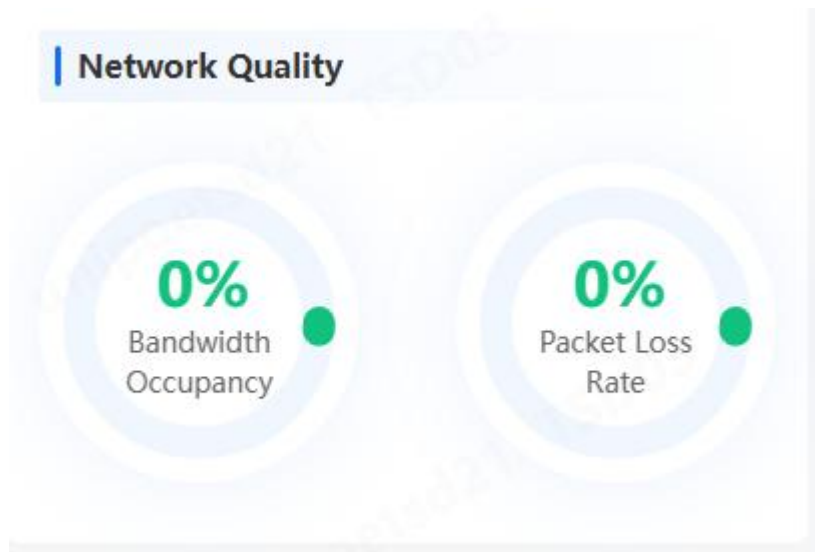 Network Quality
0%
Bandwidth
Occupancy
0%
Packet Loss
Rate